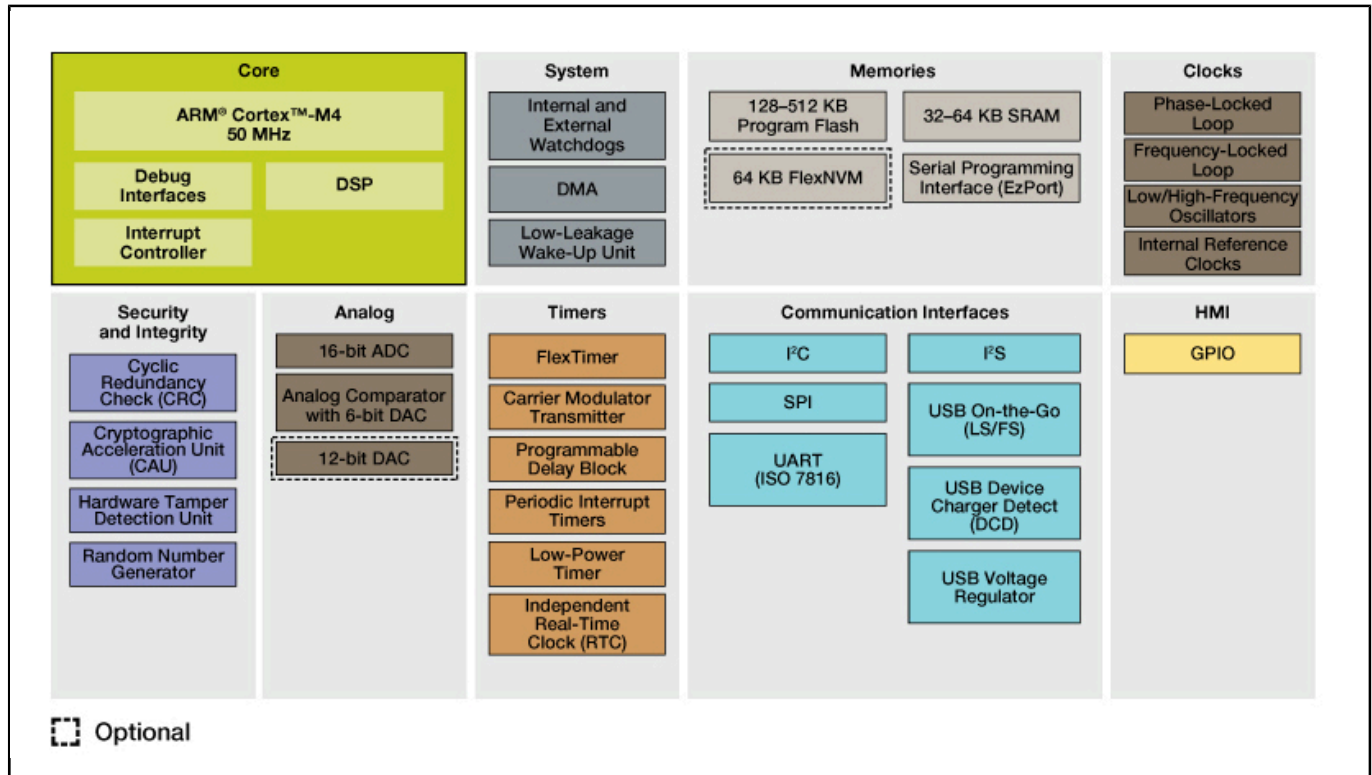 Core
ARM® Cortex™-M4
50 MHz
Debug
Interfaces
DSP
Interrupt
Controller
System
Internal and
External
Watchdogs
DMA
Low-Leakage
Wake-Up Unit
Memories
128–512 KB
Program Flash
32–64 KB SRAM
64 KB FlexNVM
Serial Programming
Interface (EzPort)
Clocks
Phase-Locked
Loop
Frequency-Locked
Loop
Low/High-Frequency
Oscillators
Internal Reference
Clocks
Security
and Integrity
Cyclic
Redundancy
Check (CRC)
Cryptographic
Acceleration Unit
(CAU)
Hardware Tamper
Detection Unit
Random Number
Generator
Analog
16-bit ADC
Analog Comparator
with 6-bit DAC
12-bit DAC
Timers
FlexTimer
Carrier Modulator
Transmitter
Programmable
Delay Block
Periodic Interrupt
Timers
Low-Power
Timer
Independent
Real-Time
Clock (RTC)
Communication Interfaces
I²C
SPI
UART
(ISO 7816)
I²S
USB On-the-Go
(LS/FS)
USB Device
Charger Detect
(DCD)
USB Voltage
Regulator
HMI
GPIO
Optional